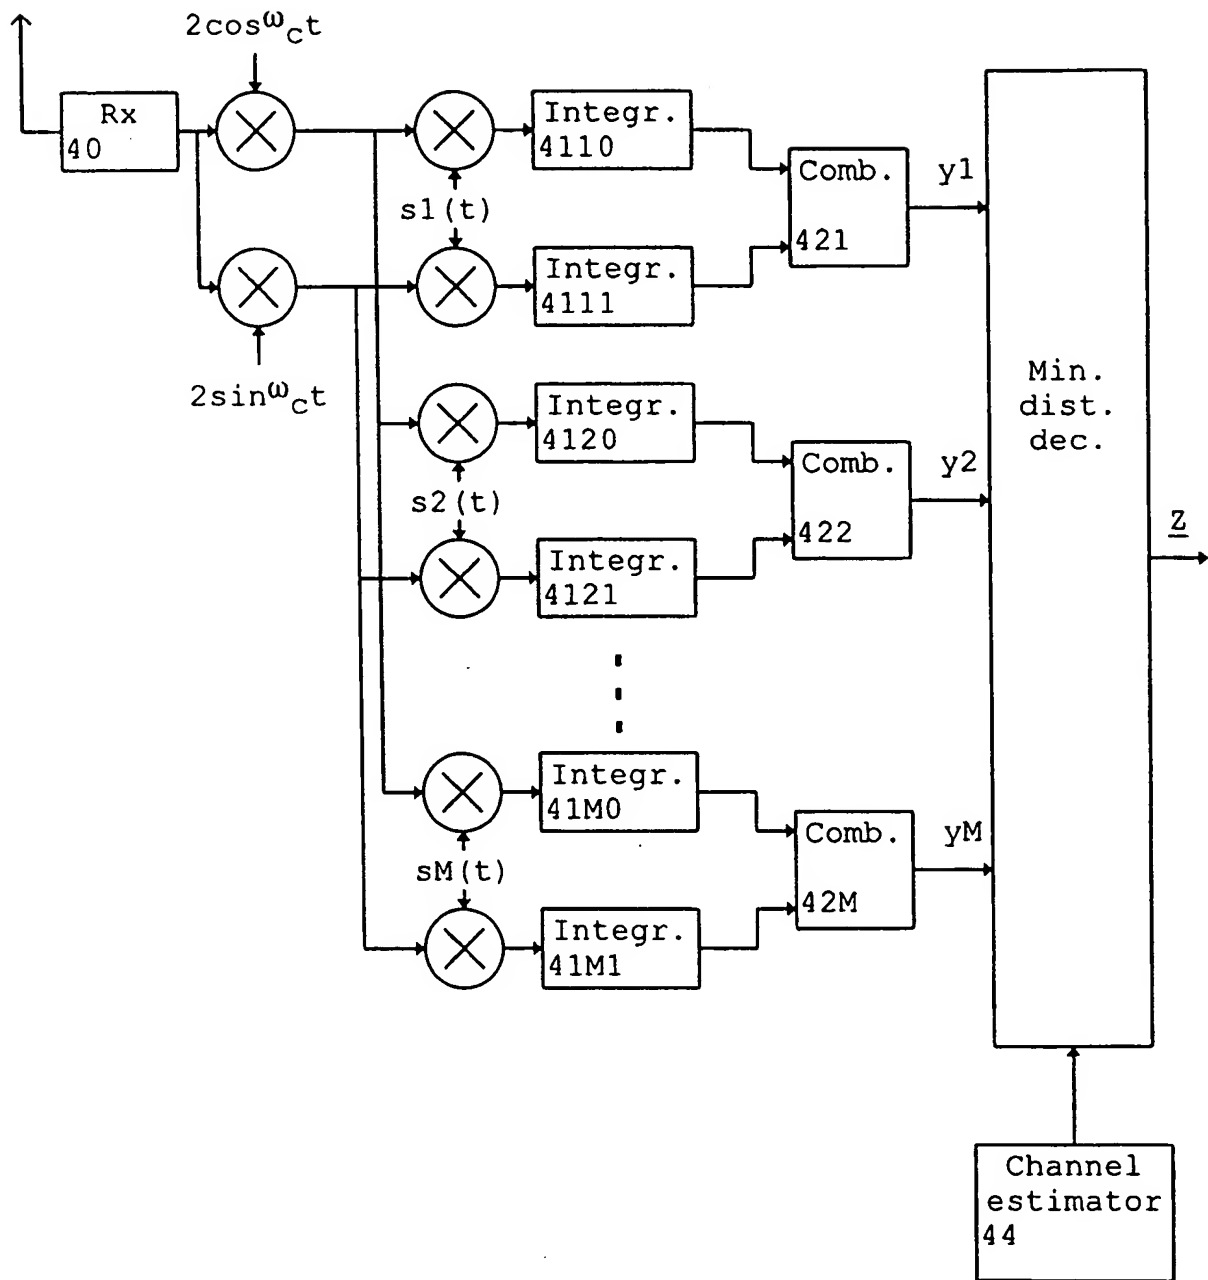 2cosωct
Rx
40
Integr.
4110
Comb.
421
y1
s1(t)
Integr.
4111
2sinωct
Min.
dist.
dec.
Integr.
4120
Comb.
422
y2
s2(t)
Z
Integr.
4121
Integr.
41M0
Comb.
42M
yM
sM(t)
Integr.
41M1
Channel
estimator
44